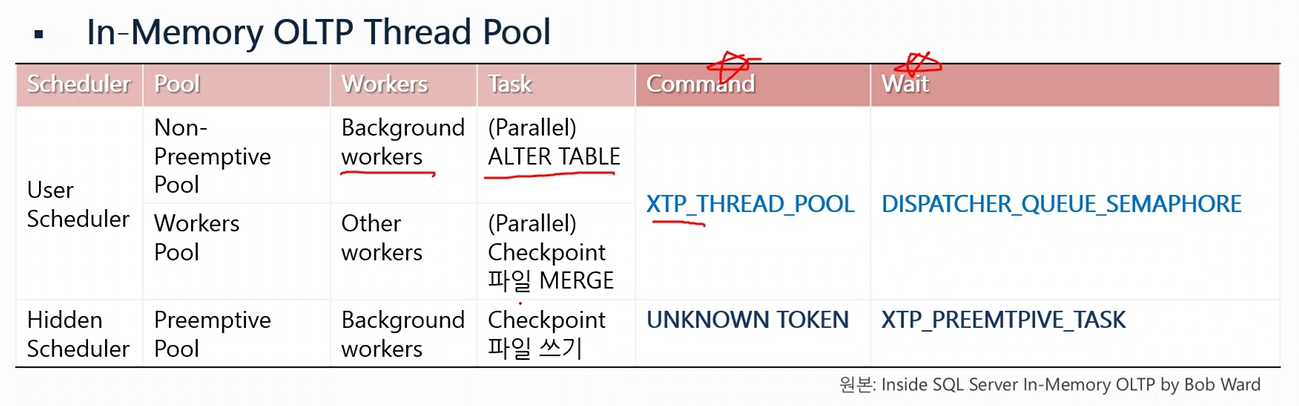 ▪ In-Memory OLTP Thread Pool
Scheduler Pool Workers Task Command Wait
User
Scheduler
Non-
Preemptive
Pool
Background
workers
(Parallel)
ALTER TABLE
XTP_THREAD_POOL
DISPATCHER_QUEUE_SEMAPHORE
Workers
Pool
Other
workers
(Parallel)
Checkpoint
파일 MERGE
Hidden
Scheduler
Preemptive
Pool
Background
workers
Checkpoint
파일 쓰기
UNKNOWN TOKEN
XTP_PREEMTPIVE_TASK
원본: Inside SQL Server In-Memory OLTP by Bob Ward